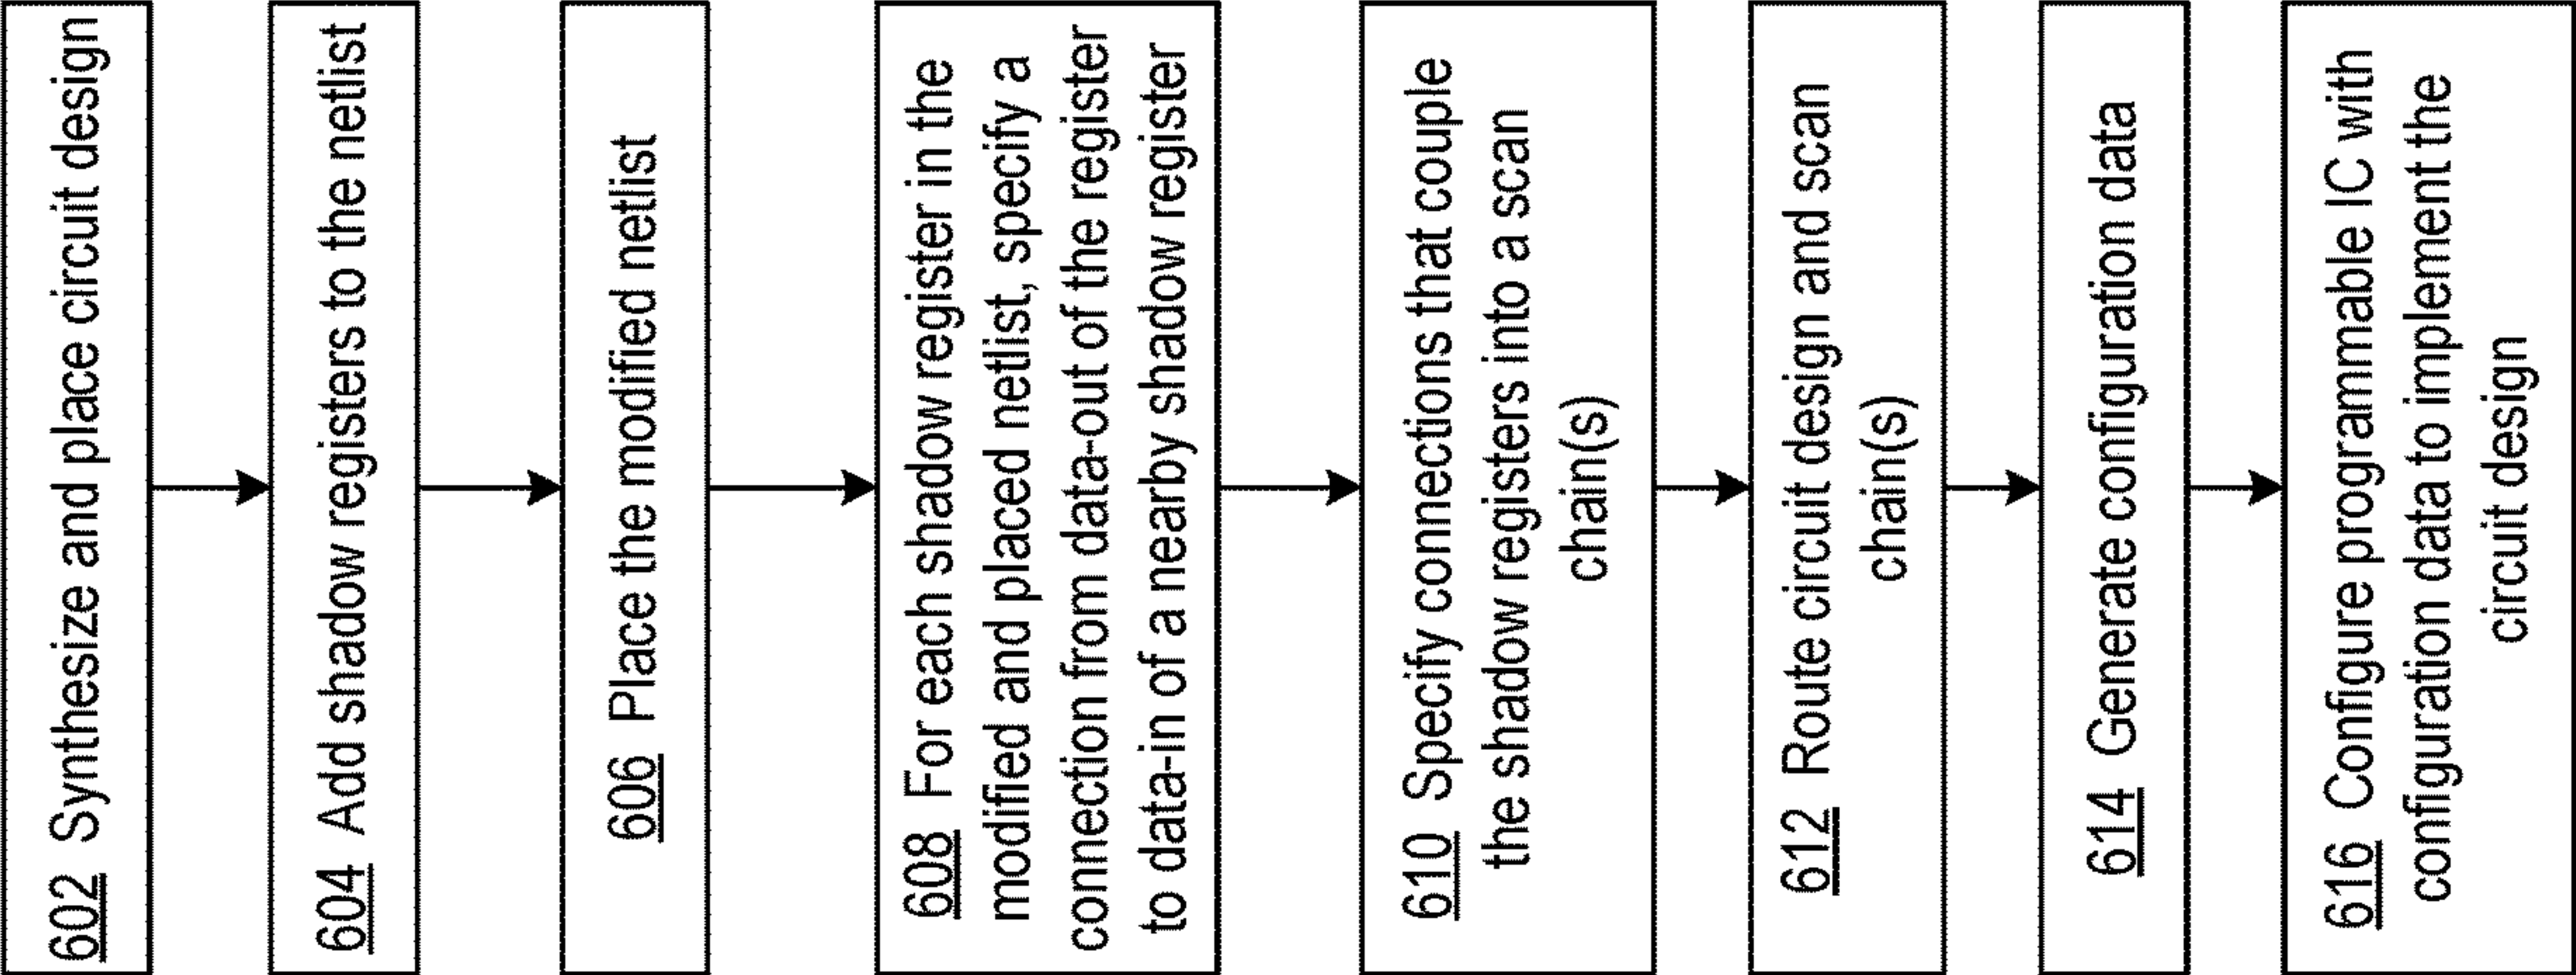 602 Synthesize and place circuit design
604 Add shadow registers to the netlist
606 Place the modified netlist
608 For each shadow register in the
modified and placed netlist, specify a
connection from data-out of the register
to data-in of a nearby shadow register
610 Specify connections that couple
the shadow registers into a scan
chain(s)
612 Route circuit design and scan
chain(s)
614 Generate configuration data
616 Configure programmable IC with
configuration data to implement the
circuit design